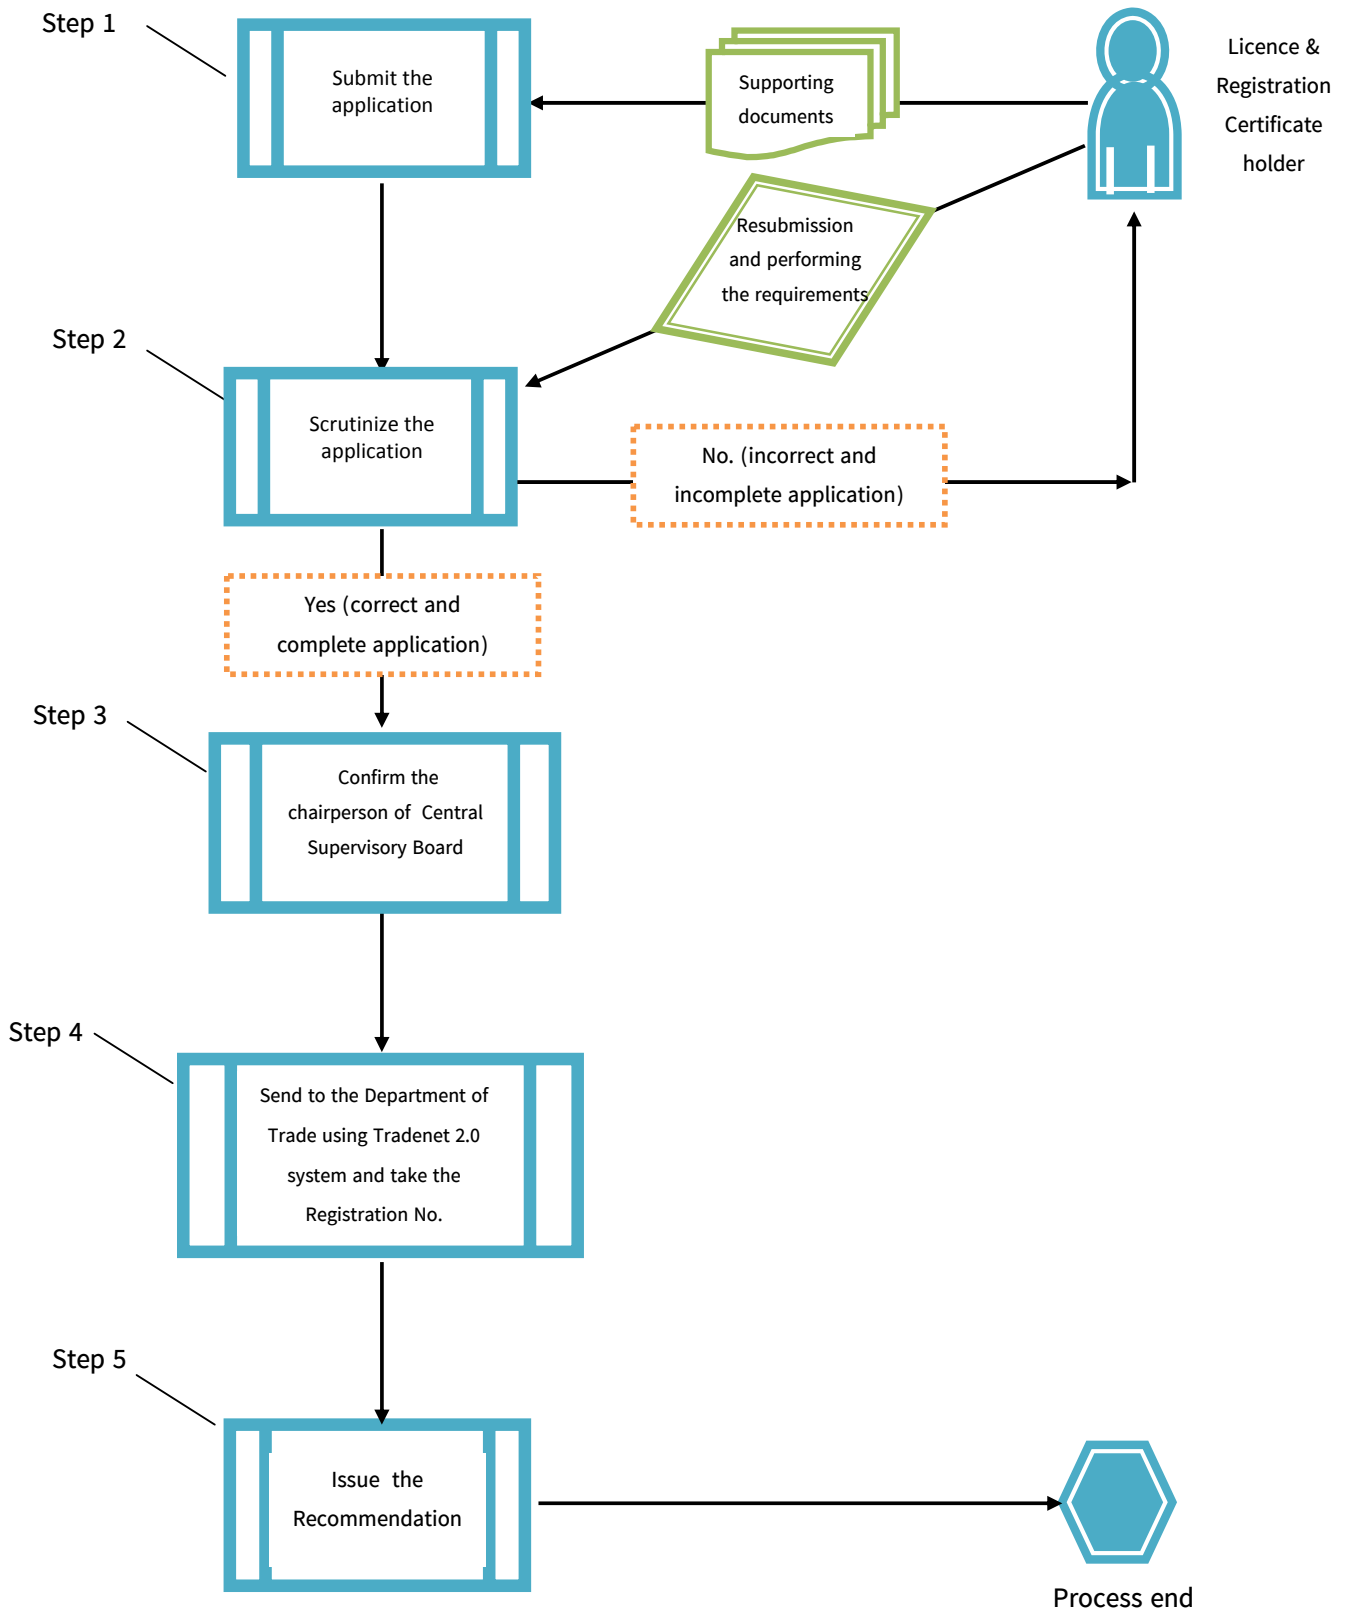 Step 1
Submit the
application
Supporting
documents
Licence &
Registration
Certificate
holder
Resubmission
and performing
the requirements
Step 2
Scrutinize the
application
No. (incorrect and
incomplete application)
Yes (correct and
complete application)
Step 3
Confirm the
chairperson of Central
Supervisory Board
Step 4
Send to the Department of
Trade using Tradenet 2.0
system and take the
Registration No.
Step 5
Issue the
Recommendation
Process end